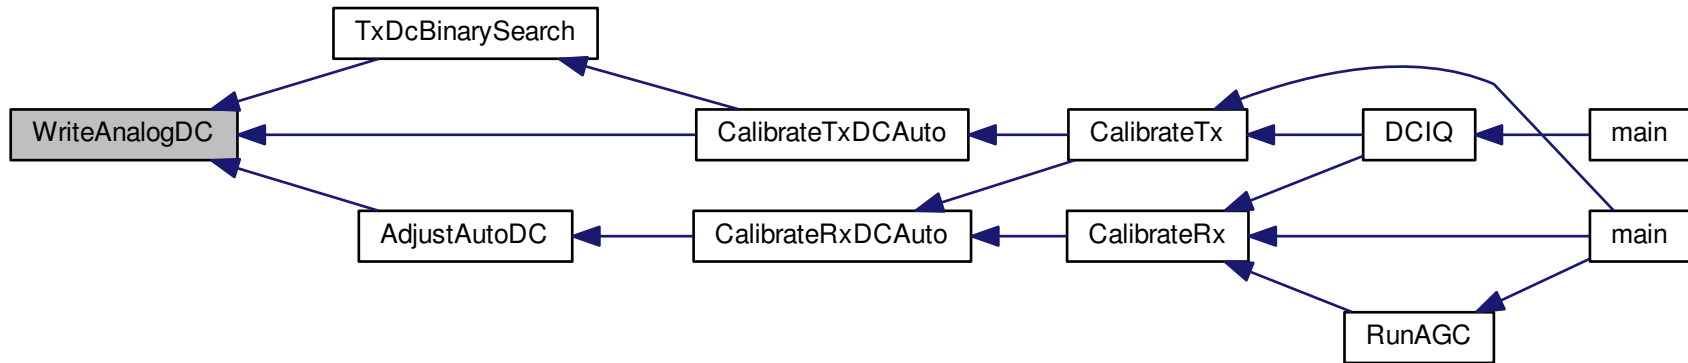 TxDcBinarySearch
WriteAnalogDC
CalibrateTxDCAuto
CalibrateTx
DCIQ
main
AdjustAutoDC
CalibrateRxDCAuto
CalibrateRx
main
RunAGC